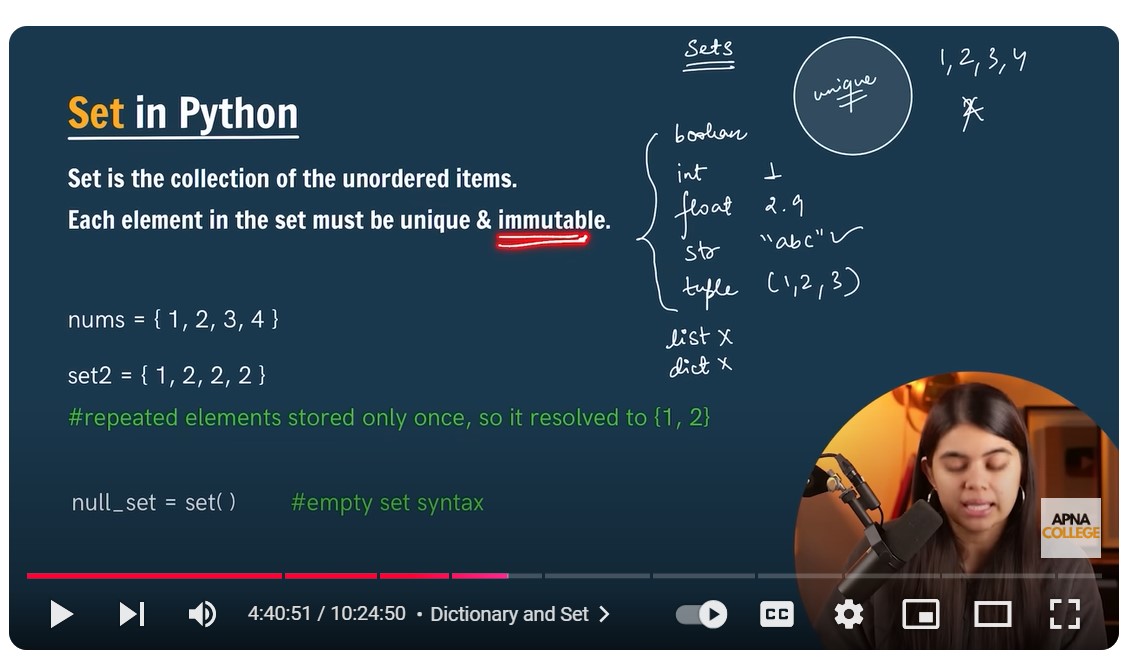 Sets
unique
1, 2, 3, 4
Set in Python
Set is the collection of the unordered items.
Each element in the set must be unique & immutable.
boolean
int 1
float 2.9
str "abc" ✓
tuple (1, 2, 3)
list x
dict x
nums = { 1, 2, 3, 4 }
set2 = { 1, 2, 2, 2 }
#repeated elements stored only once, so it resolved to {1, 2}
null_set = set( ) #empty set syntax
APNA
COLLEGE
4:40:51 / 10:24:50 • Dictionary and Set >
CC